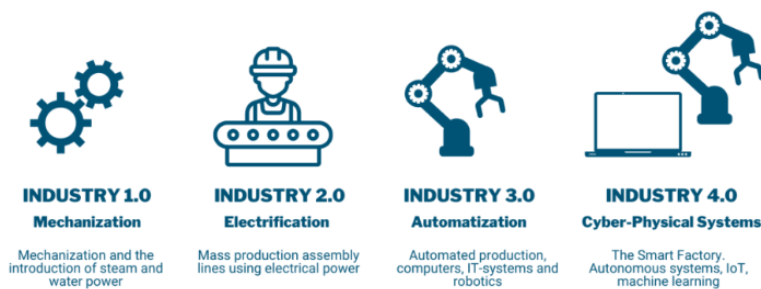 INDUSTRY 1.0
Mechanization
Mechanization and the
introduction of steam and
water power
INDUSTRY 2.0
Electrification
Mass production assembly
lines using electrical power
INDUSTRY 3.0
Automatization
Automated production,
computers, IT-systems and
robotics
INDUSTRY 4.0
Cyber-Physical Systems
The Smart Factory.
Autonomous systems, IoT,
machine learning